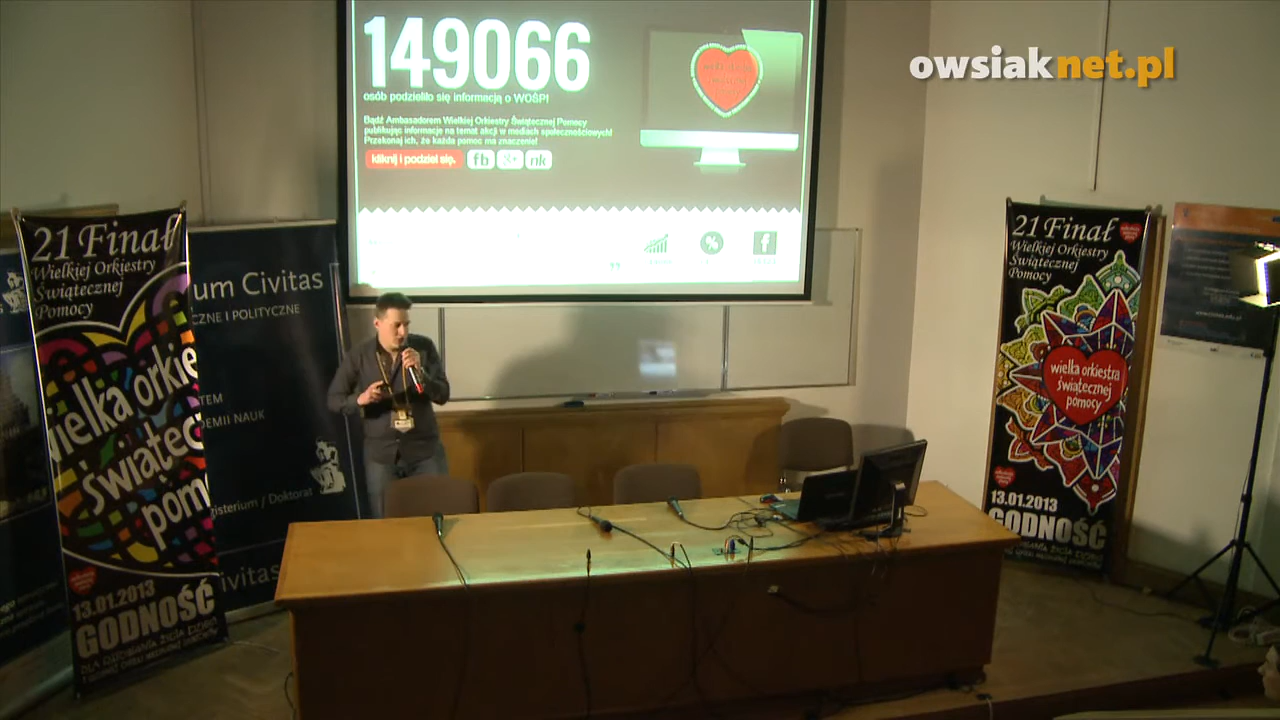 149066
osób podzieliło się informacją o WOŚP!
Bądź Ambasadorem Wielkiej Orkiestry Świątecznej Pomocy
publikując informacje na temat akcji w mediach społecznościowych!
Przekonaj ich, że każda pomoc ma znaczenie!
kliknij i podziel się.
fb
g+
nk
owsiaknet.pl
21 Finał
Wielkiej Orkiestry
Świątecznej
Pomocy
wielka orkie
świątec
pom
13.01.2013
GODNOŚĆ
um Civitas
CZNE I POLITYCZNE
TEM
DEMII NAUK
gisterium / Doktorat
ivitas
21 Finał
Wielkiej Orkiestry
Świątecznej
Pomocy
wielka orkiestra
świątecznej
pomocy
13.01.2013
GODNOŚĆ